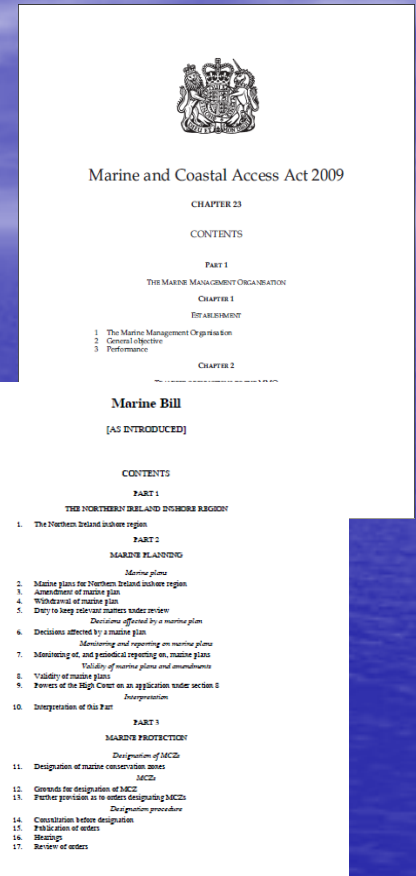 Marine and Coastal Access Act 2009
CHAPTER 23
CONTENTS
PART 1
THE MARINE MANAGEMENT ORGANISATION
CHAPTER 1
ESTABLISHMENT
1 The Marine Management Organisation
2 General objective
3 Performance
CHAPTER 2
Marine Bill
[AS INTRODUCED]
CONTENTS
PART 1
THE NORTHERN IRELAND INSHORE REGION
1. The Northern Ireland inshore region
PART 2
MARINE PLANNING
Marine plans
2. Marine plans for Northern Ireland inshore region
3. Amendment of marine plan
4. Withdrawal of marine plan
5. Duty to keep relevant matters under review
Decisions affected by a marine plan
6. Decisions affected by a marine plan
Monitoring and reporting on marine plans
7. Monitoring of, and periodical reporting on, marine plans
Validity of marine plans and amendments
8. Validity of marine plans
9. Powers of the High Court on an application under section 8
Interpretation
10. Interpretation of this Part
PART 3
MARINE PROTECTION
Designation of MCZs
11. Designation of marine conservation zones
MCZs
12. Grounds for designation of MCZ
13. Further provision as to orders designating MCZs
Designation procedure
14. Consultation before designation
15. Publication of orders
16. Hearings
17. Review of orders